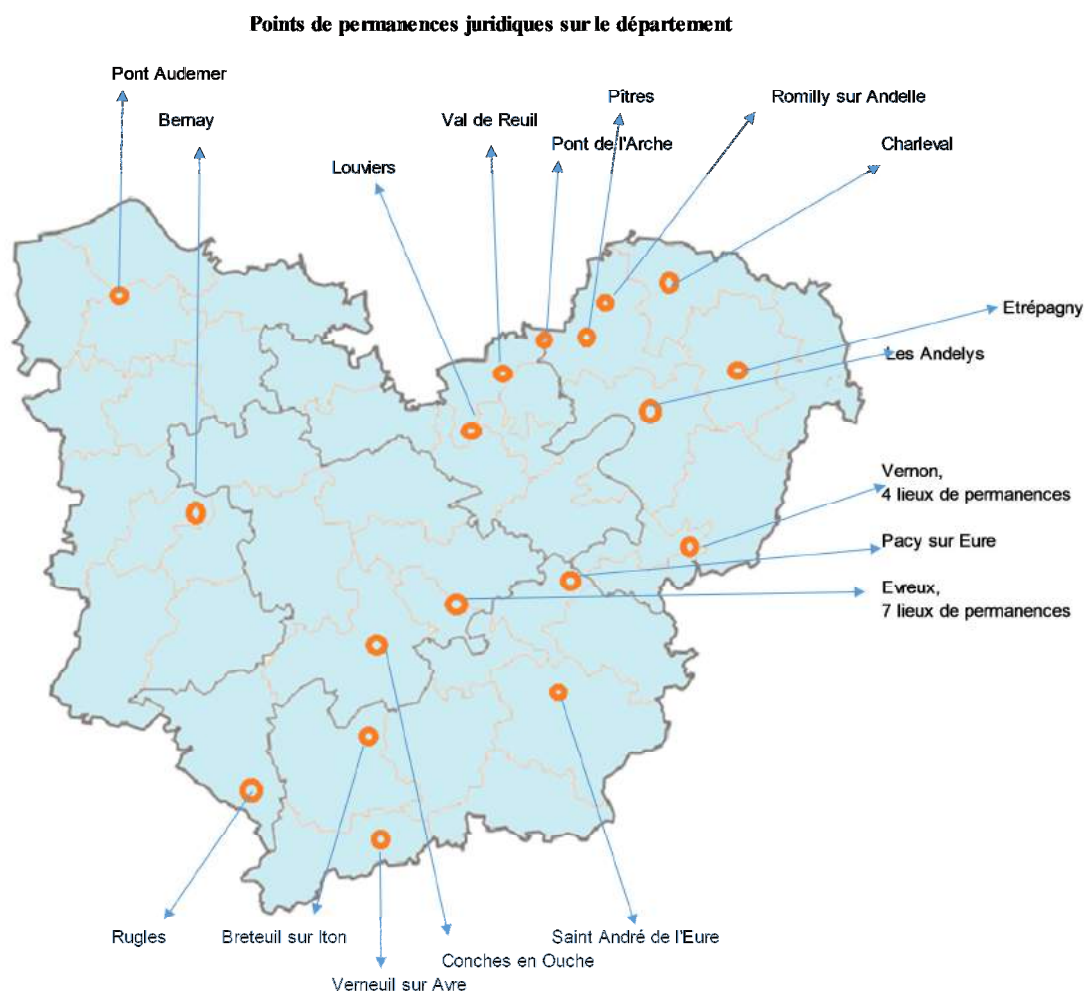 Points de permanences juridiques sur le département
Pont Audemer
Bernay
Val de Reuil
Pîtres
Romilly sur Andelle
Louviers
Pont de l'Arche
Charleval
Etrépagny
Les Andelys
Vernon,
4 lieux de permanences
Pacy sur Eure
Evreux,
7 lieux de permanences
Rugles
Breteuil sur Iton
Saint André de l'Eure
Conches en Ouche
Verneuil sur Avre